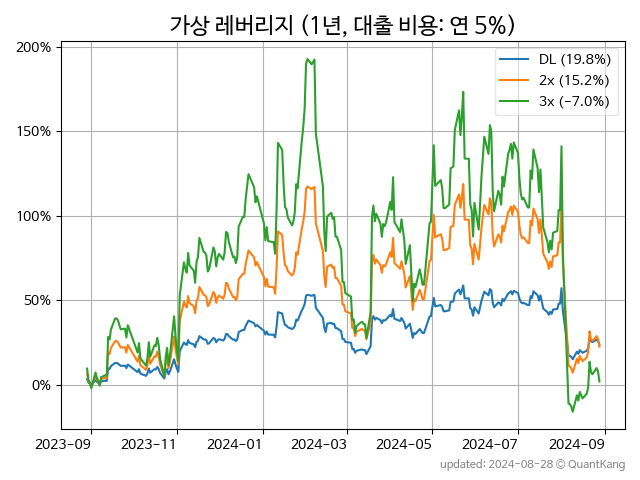 가상 레버리지 (1년, 대출 비용: 연 5%)
200%
150%
100%
50%
0%
DL (19.8%)
2x (15.2%)
3x (−7.0%)
2023-09 2023-11 2024-01 2024-03 2024-05 2024-07 2024-09
updated: 2024-08-28 © QuantKang